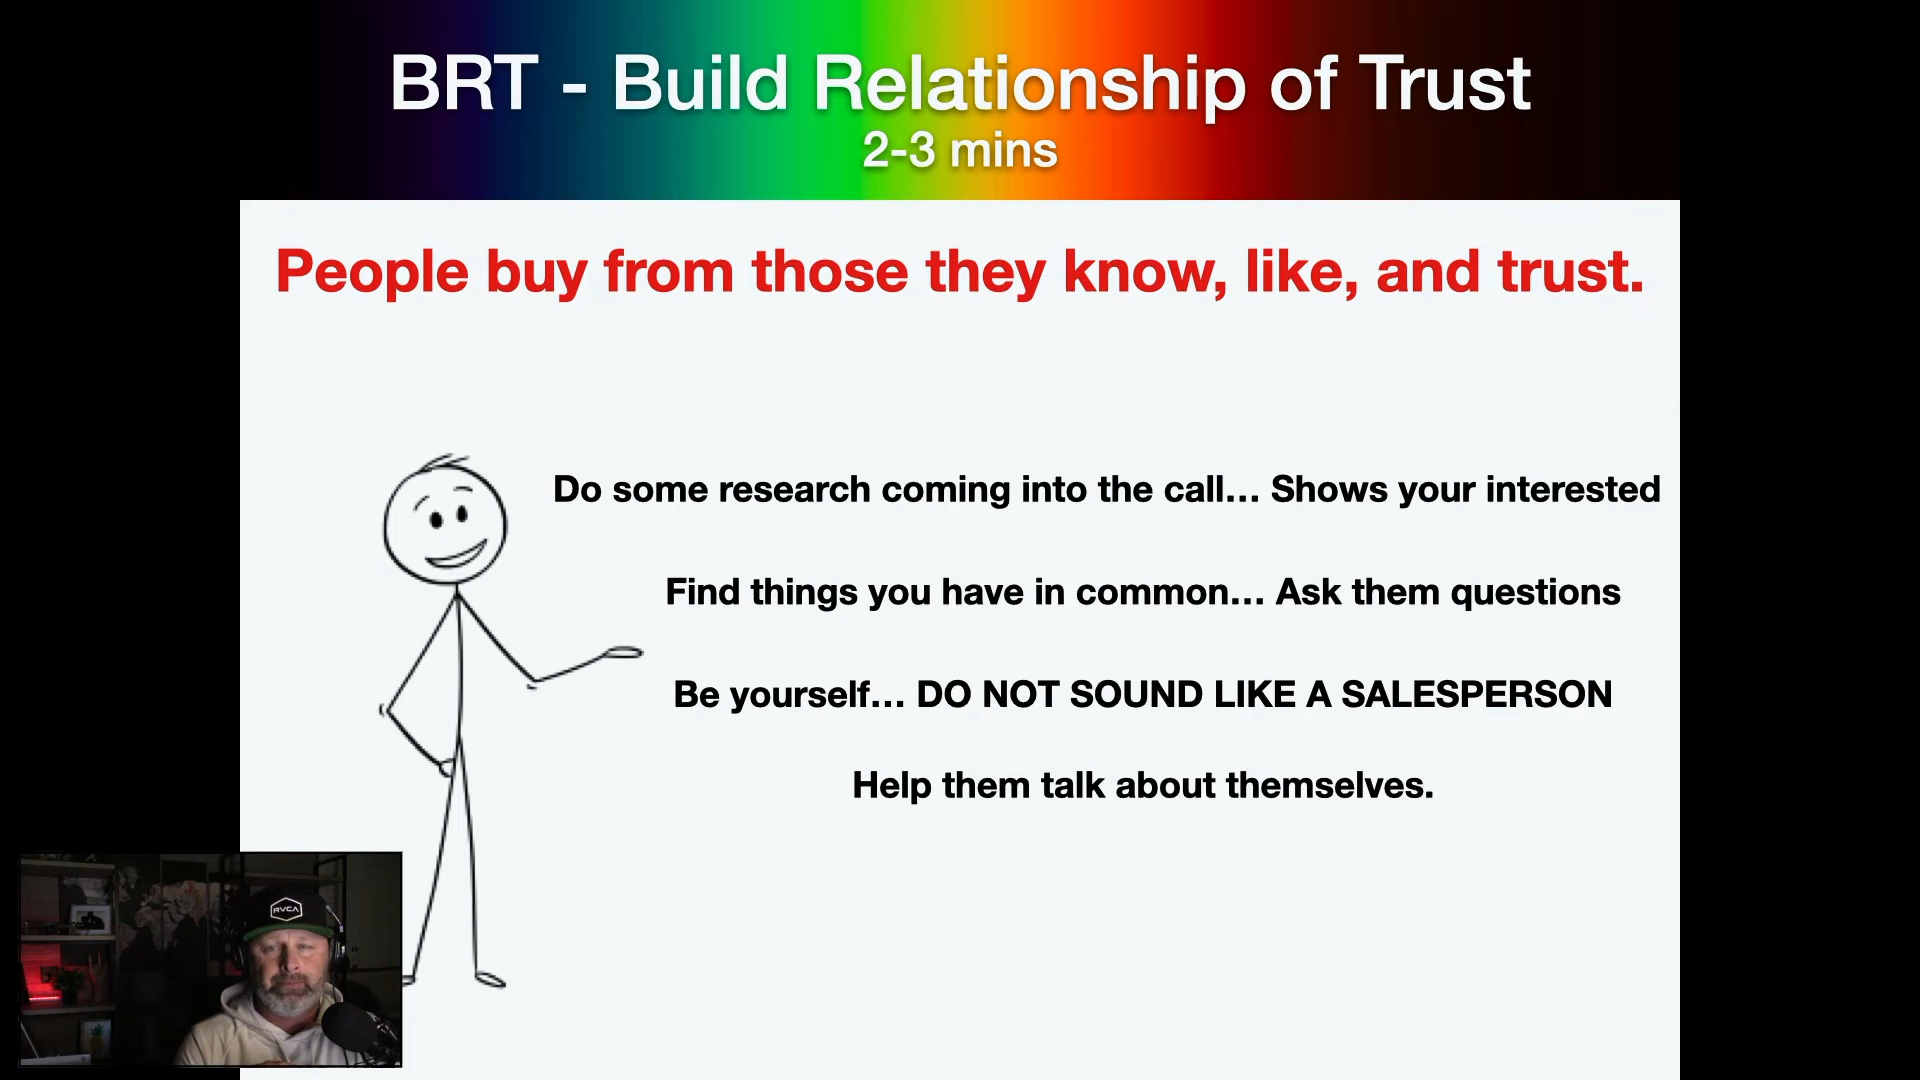 BRT - Build Relationship of Trust
2-3 mins
People buy from those they know, like, and trust.
Do some research coming into the call... Shows your interested
Find things you have in common... Ask them questions
Be yourself... DO NOT SOUND LIKE A SALESPERSON
Help them talk about themselves.
RVCA